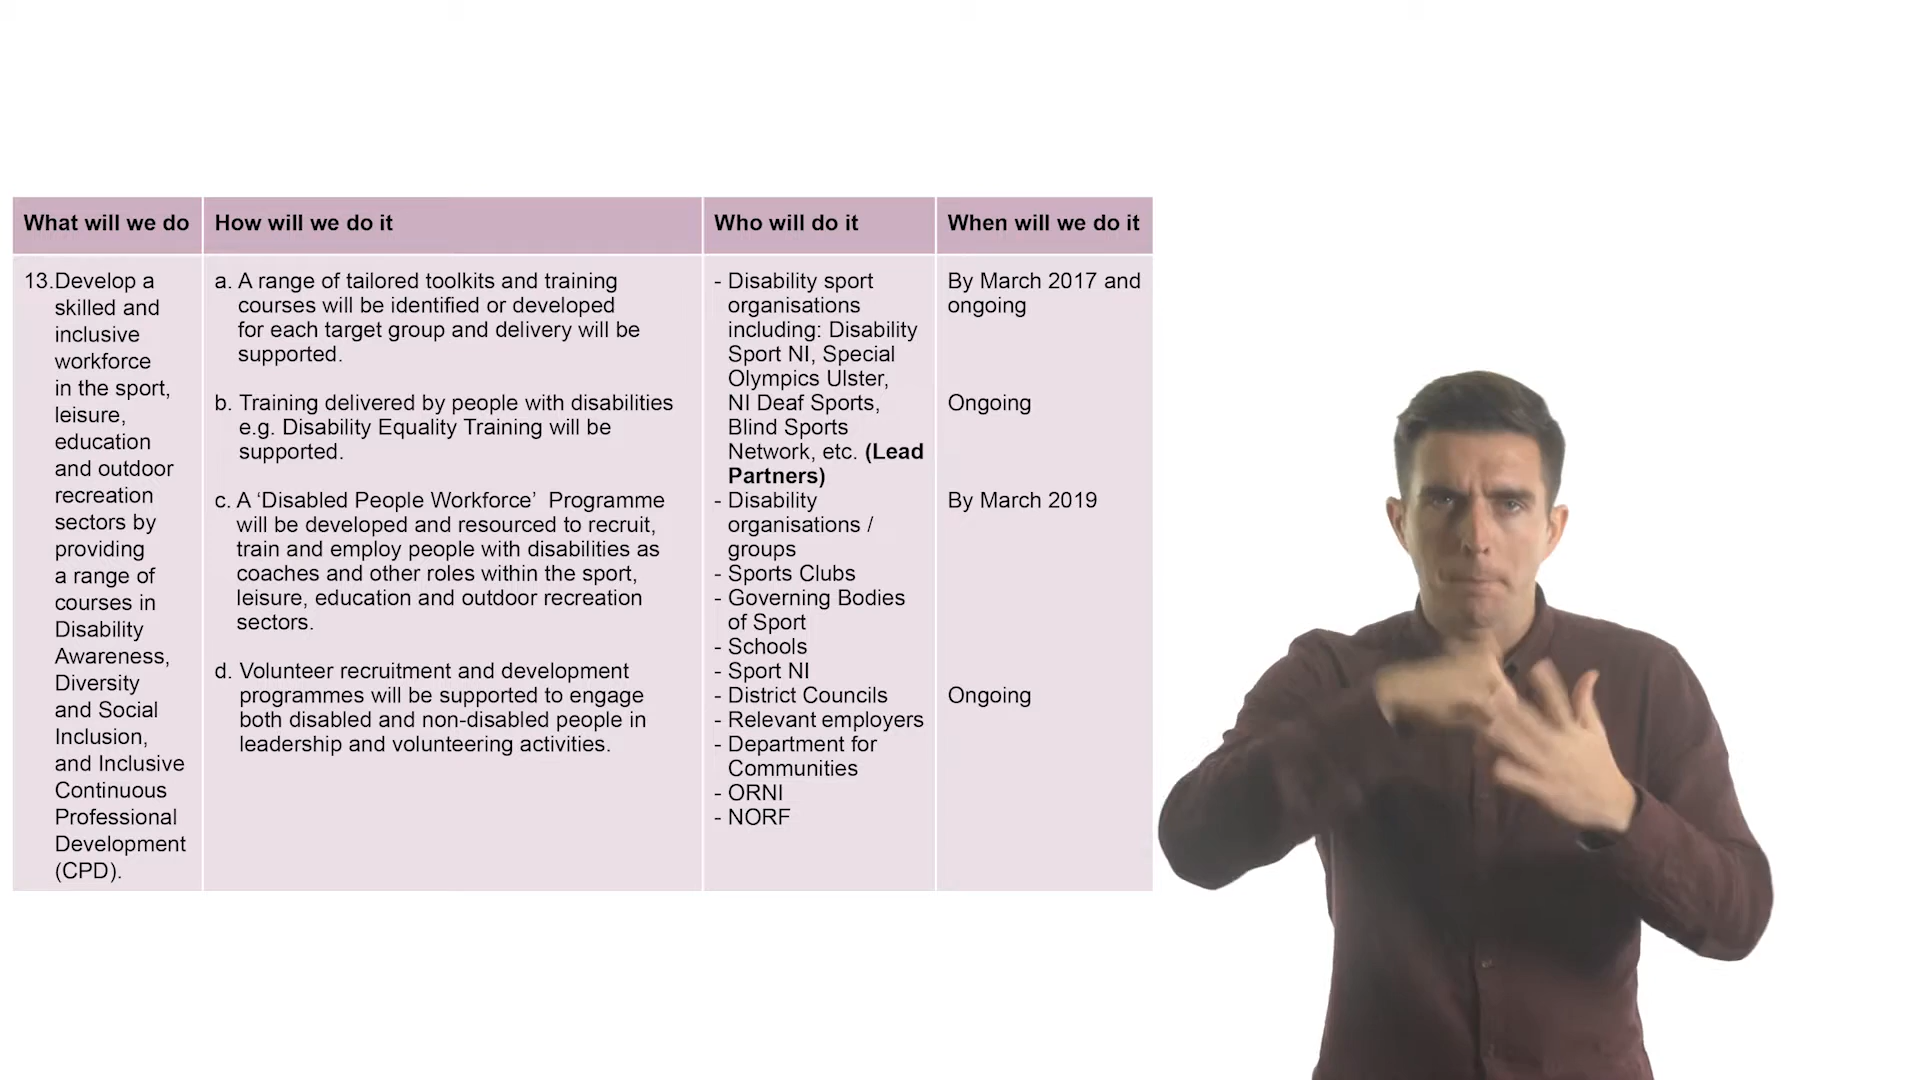 What will we do
How will we do it
Who will do it
When will we do it
13.Develop a
skilled and
inclusive
workforce
in the sport,
leisure,
education
and outdoor
recreation
sectors by
providing
a range of
courses in
Disability
Awareness,
Diversity
and Social
Inclusion,
and Inclusive
Continuous
Professional
Development
(CPD).
a. A range of tailored toolkits and training
courses will be identified or developed
for each target group and delivery will be
supported.
b. Training delivered by people with disabilities
e.g. Disability Equality Training will be
supported.
c. A ‘Disabled People Workforce’  Programme
will be developed and resourced to recruit,
train and employ people with disabilities as
coaches and other roles within the sport,
leisure, education and outdoor recreation
sectors.
d. Volunteer recruitment and development
programmes will be supported to engage
both disabled and non-disabled people in
leadership and volunteering activities.
- Disability sport
organisations
including: Disability
Sport NI, Special
Olympics Ulster,
NI Deaf Sports,
Blind Sports
Network, etc. (Lead
Partners)
- Disability
organisations /
groups
- Sports Clubs
- Governing Bodies
of Sport
- Schools
- Sport NI
- District Councils
- Relevant employers
- Department for
Communities
- ORNI
- NORF
By March 2017 and
ongoing
Ongoing
By March 2019
Ongoing